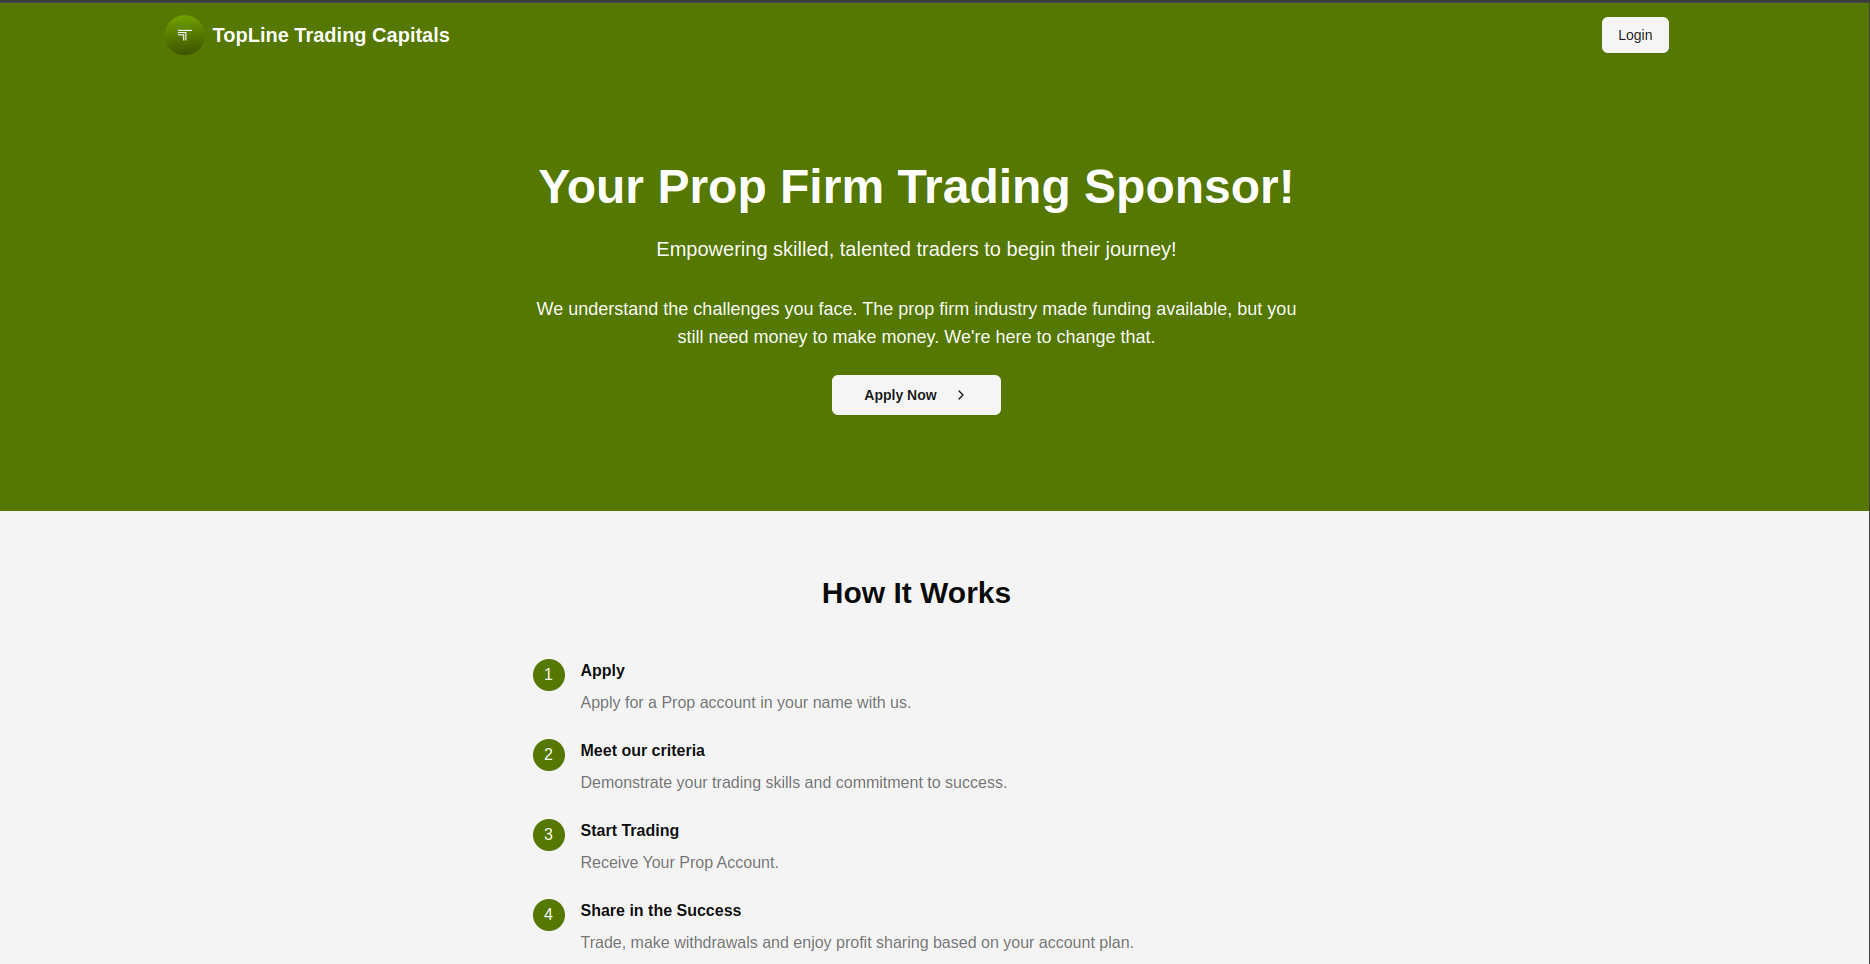 TopLine Trading Capitals
Login
Your Prop Firm Trading Sponsor!
Empowering skilled, talented traders to begin their journey!
We understand the challenges you face. The prop firm industry made funding available, but you
still need money to make money. We're here to change that.
Apply Now
How It Works
1 Apply
Apply for a Prop account in your name with us.
2 Meet our criteria
Demonstrate your trading skills and commitment to success.
3 Start Trading
Receive Your Prop Account.
4 Share in the Success
Trade, make withdrawals and enjoy profit sharing based on your account plan.